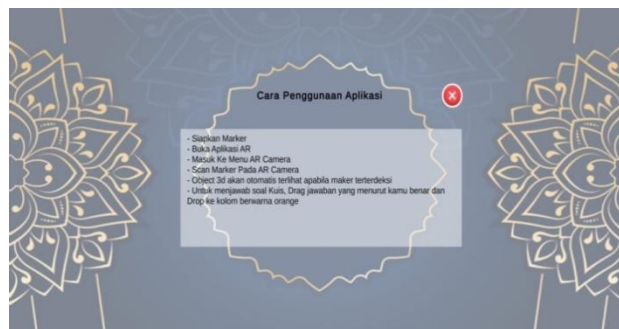 Cara Penggunaan Aplikasi
- Siapkan Marker
- Buka Aplikasi AR
- Masuk Ke Menu AR Camera
- Scan Marker Pada AR Camera
- Object 3d akan otomatis terlihat apabila maker terterdeksi
- Untuk menjawab soal Kuis, Drag jawaban yang menurut kamu benar dan
Drop ke kolom berwarna orange